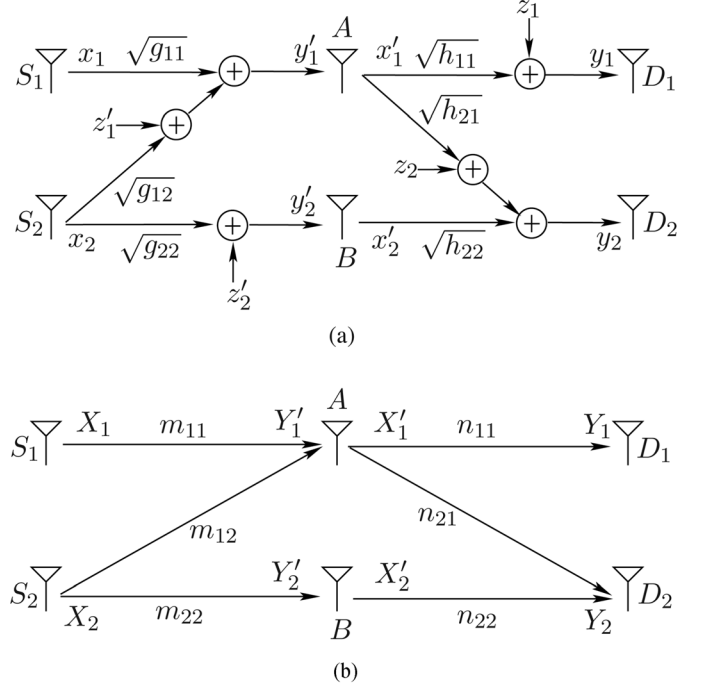 z₁
S₁ x₁ √g₁₁ + y′₁ A x′₁ √h₁₁ + y₁ D₁
z′₁ + √h₂₁
√g₁₂ z₂ +
S₂ x₂ √g₂₂ + y′₂ B x′₂ √h₂₂ + y₂ D₂
z′₂
(a)
S₁ X₁ m₁₁ Y′₁ A X′₁ n₁₁ Y₁ D₁
m₁₂ n₂₁
S₂ X₂ m₂₂ Y′₂ B X′₂ n₂₂ Y₂ D₂
(b)